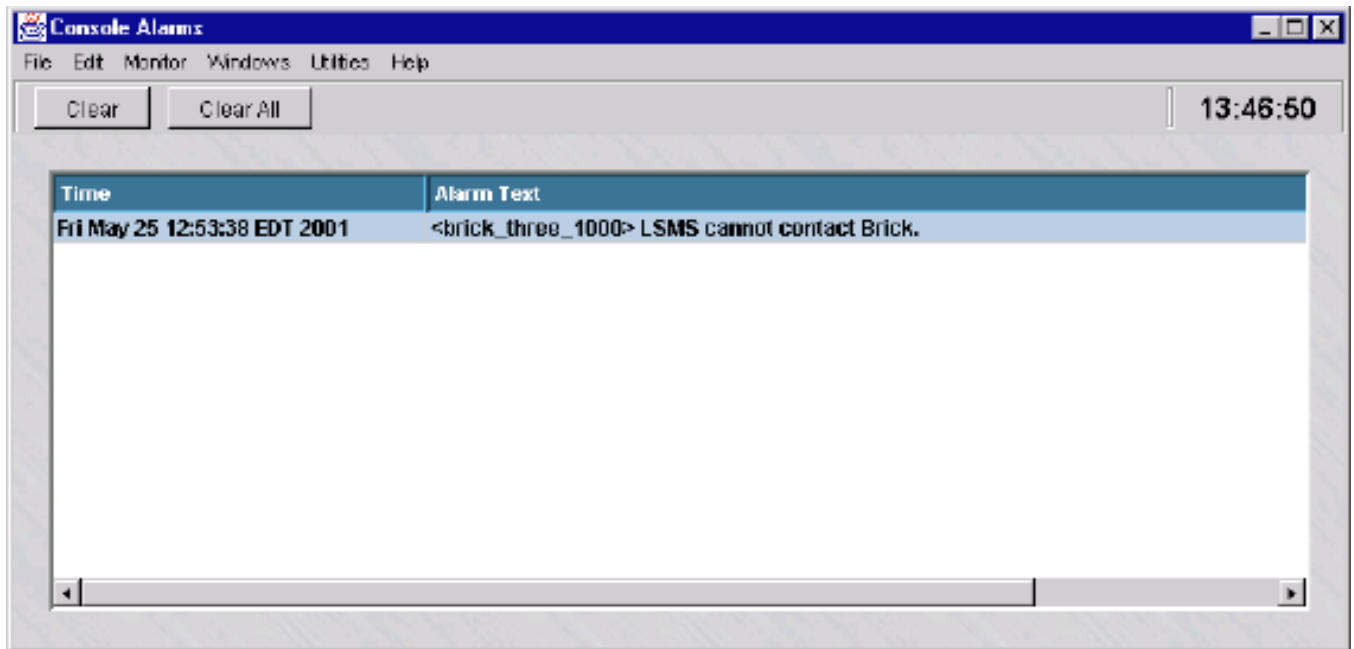 Console Alarms
File Edit Monitor Windows Utilities Help
Clear Clear All 13:46:50
Time Alarm Text
Fri May 25 12:53:38 EDT 2001 <brick_three_1000> LSMS cannot contact Brick.